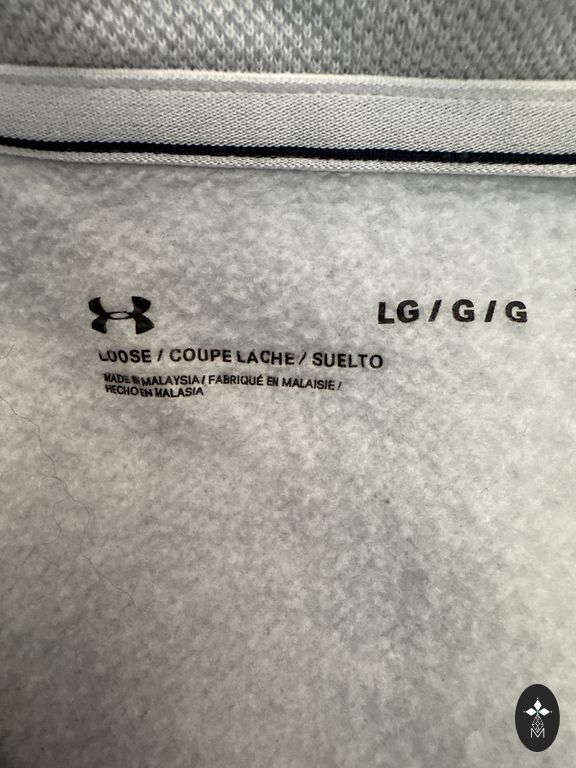 LG / G / G
LOOSE / COUPE LACHE / SUELTO
MADE IN MALAYSIA / FABRIQUÉ EN MALAISIE /
HECHO EN MALASIA
M